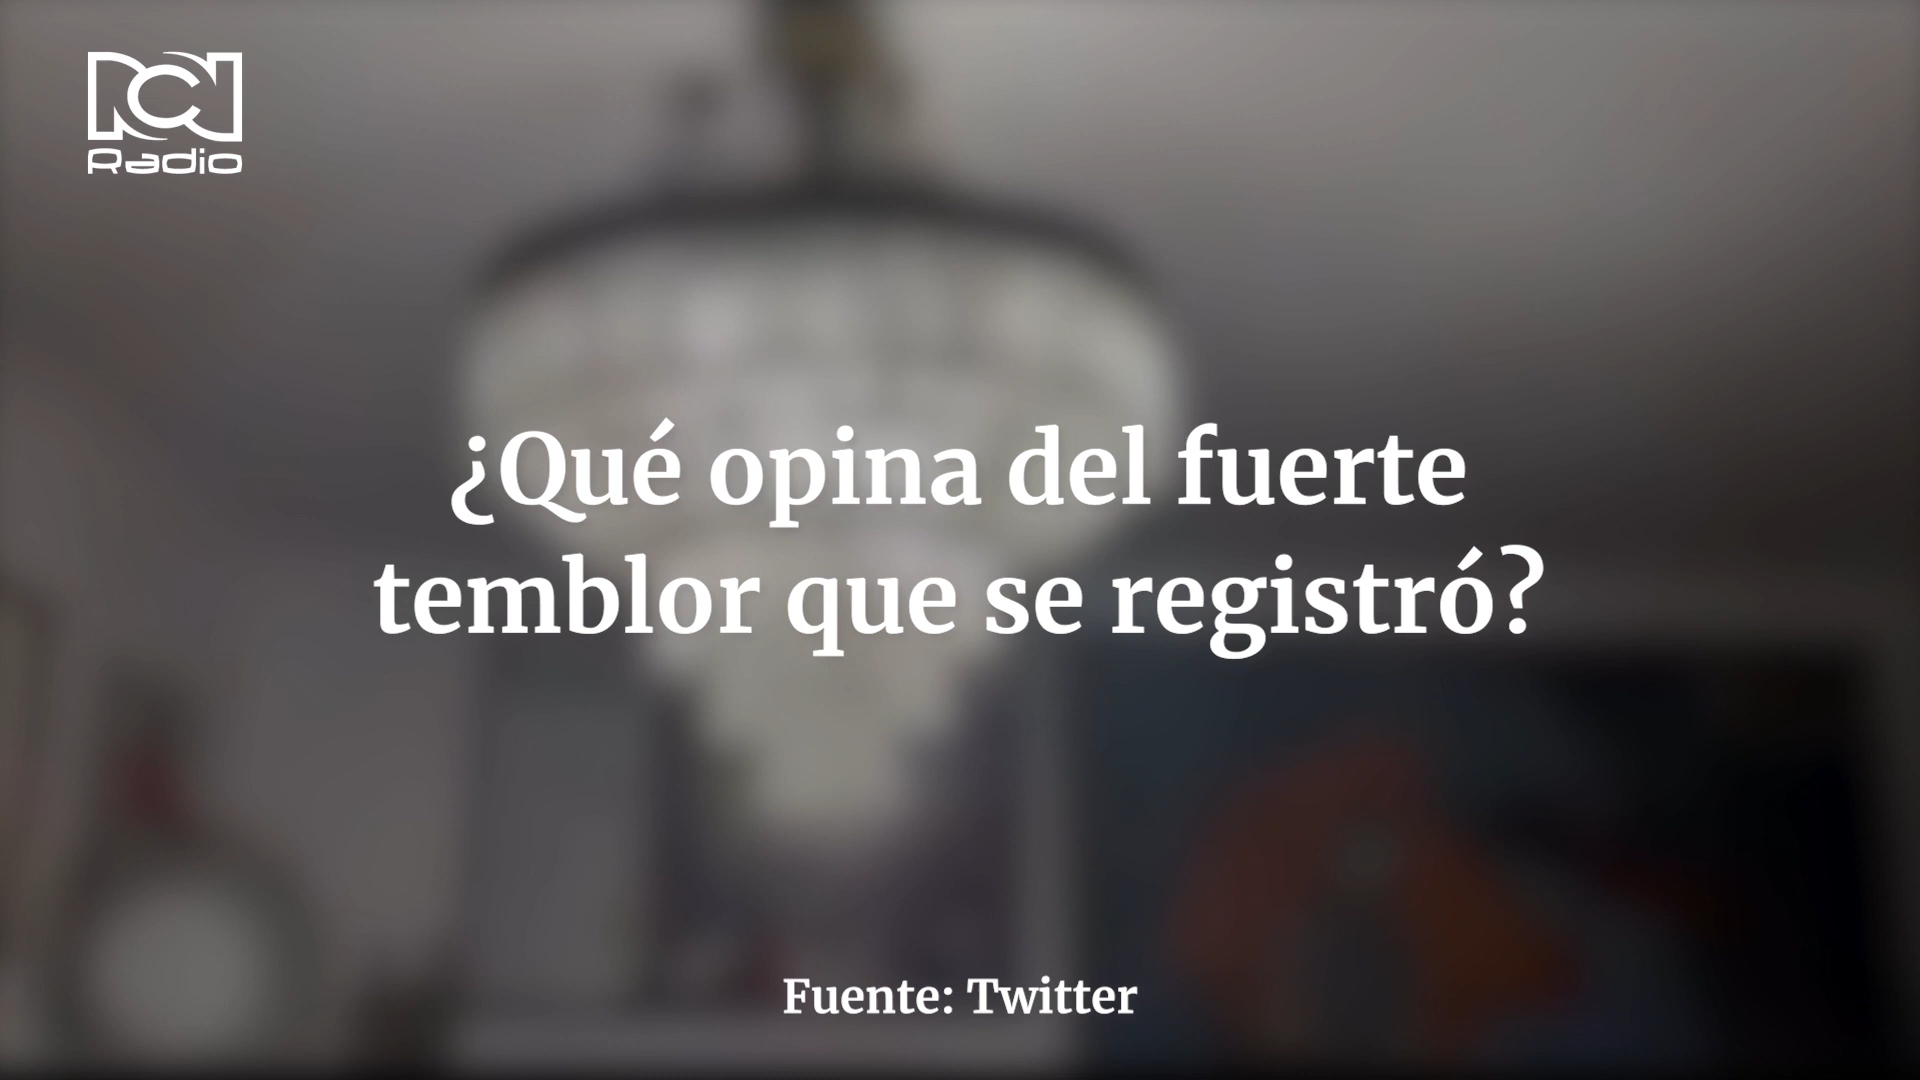 RCN
Radio
¿Qué opina del fuerte
temblor que se registró?
Fuente: Twitter